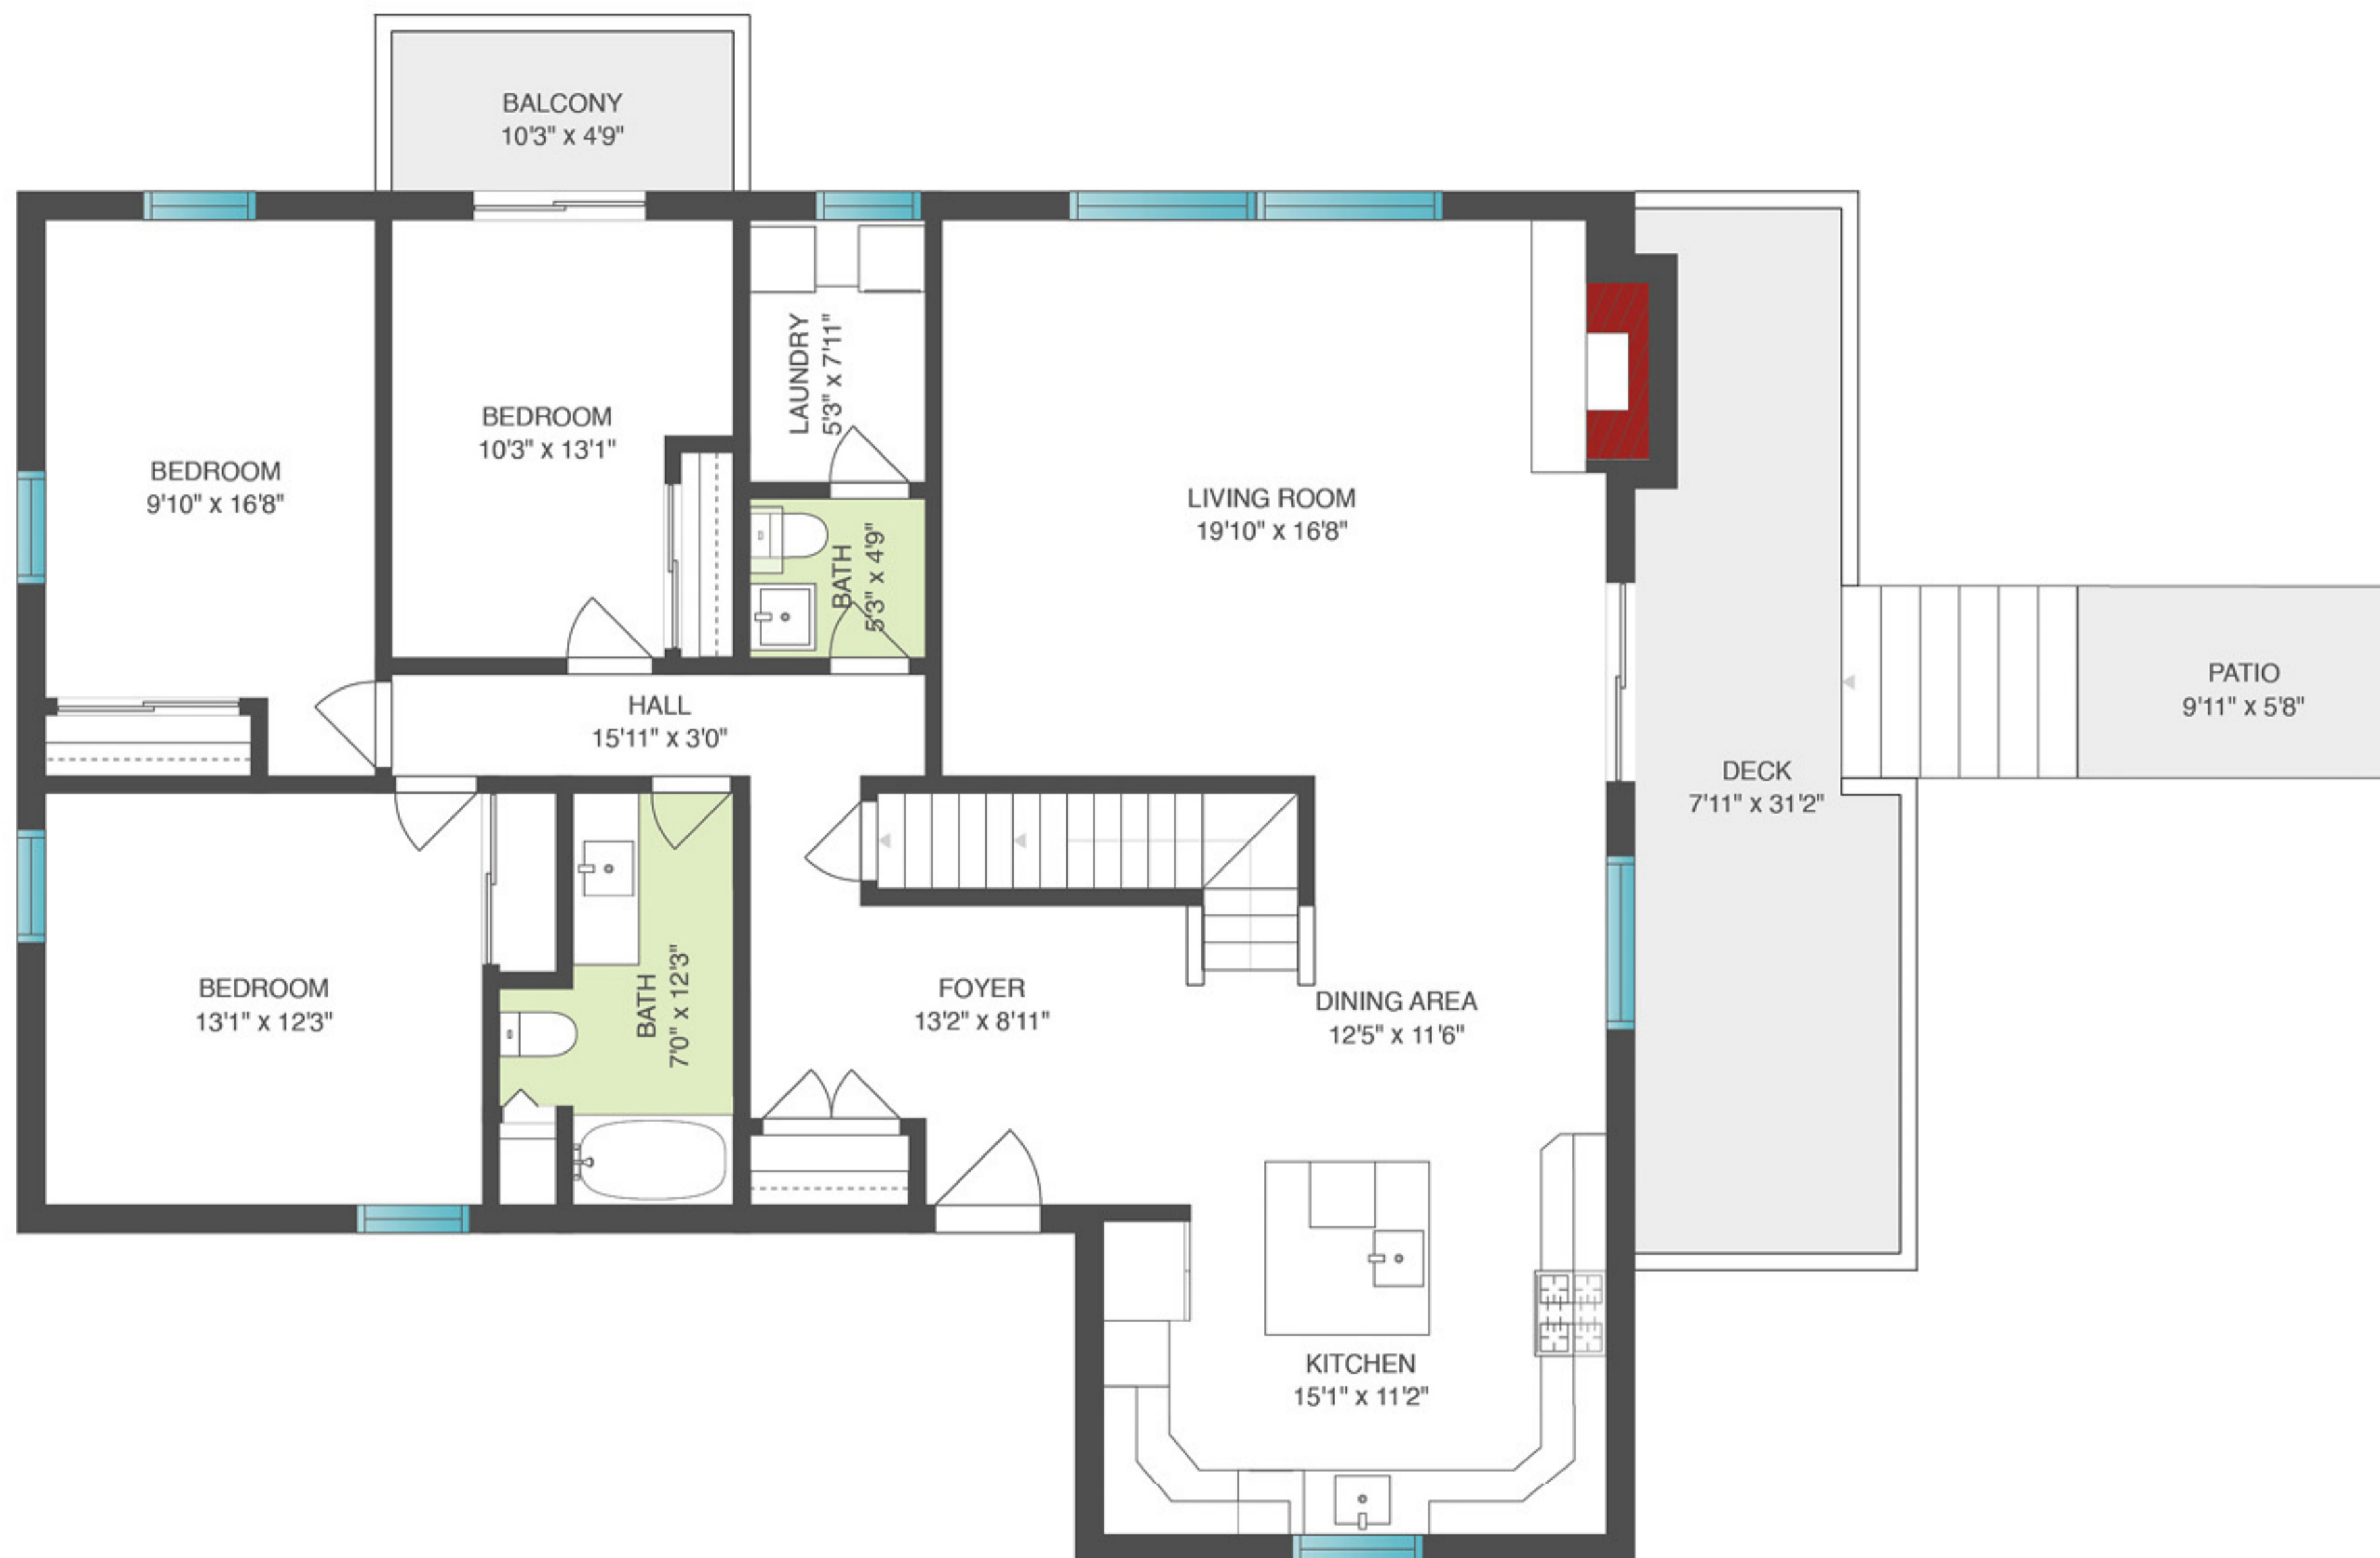 BALCONY
10'3" X 4'9"
BEDROOM
9'10" X 16'8"
BEDROOM
10'3" X 13'1"
LAUNDRY
5'3" X 7'11"
BATH
5'3" X 4'9"
LIVING ROOM
19'10" X 16'8"
HALL
15'11" X 3'0"
DECK
7'11" X 31'2"
PATIO
9'11" X 5'8"
BEDROOM
13'1" X 12'3"
BATH
7'0" X 12'3"
FOYER
13'2" X 8'11"
DINING AREA
12'5" X 11'6"
KITCHEN
15'1" X 11'2"